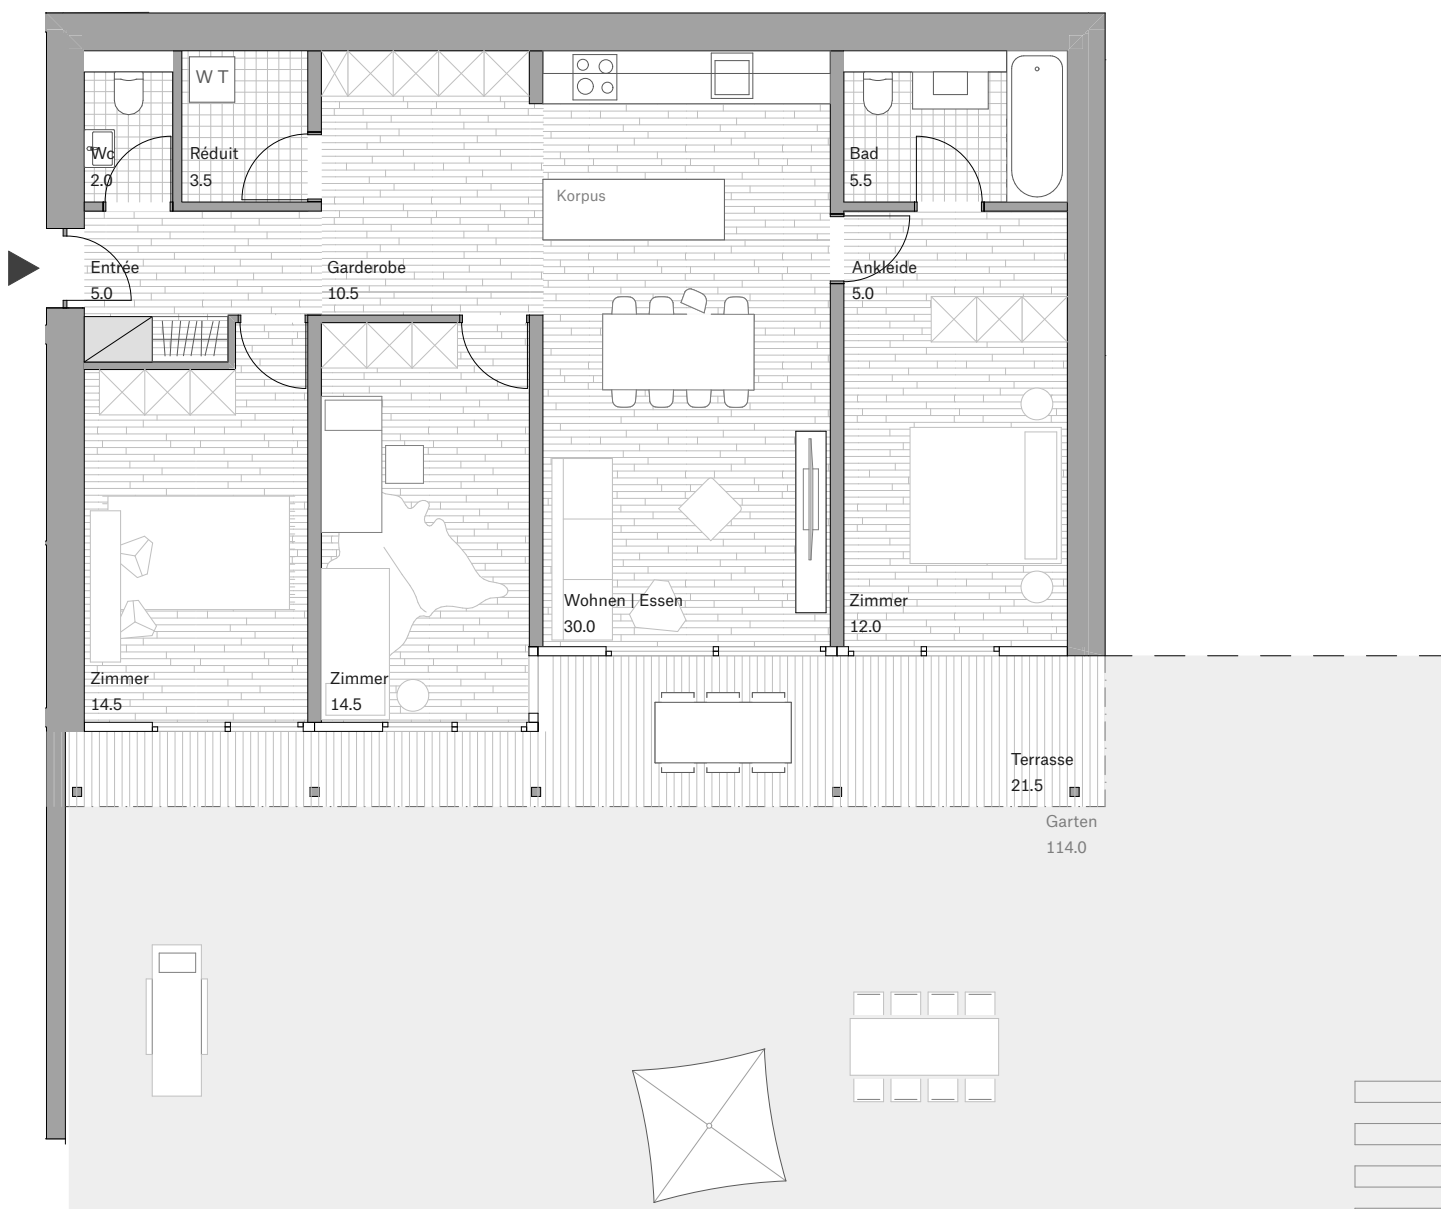 W T
Wc
2.0
Réduit
3.5
Bad
5.5
Korpus
Entrée
5.0
Garderobe
10.5
Ankleide
5.0
Wohnen | Essen
30.0
Zimmer
12.0
Zimmer
14.5
Zimmer
14.5
Terrasse
21.5
Garten
114.0